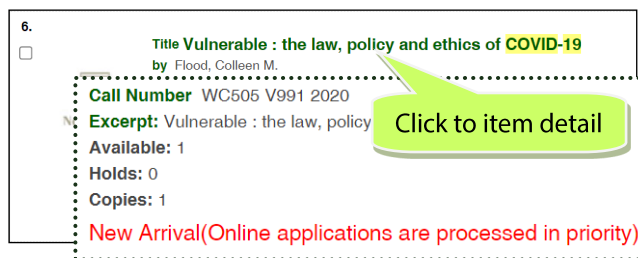 6.
Title Vulnerable : the law, policy and ethics of COVID-19
by Flood, Colleen M.
Call Number WC505 V991 2020
Excerpt: Vulnerable : the law, policy
Click to item detail
Available: 1
Holds: 0
Copies: 1
New Arrival(Online applications are processed in priority)